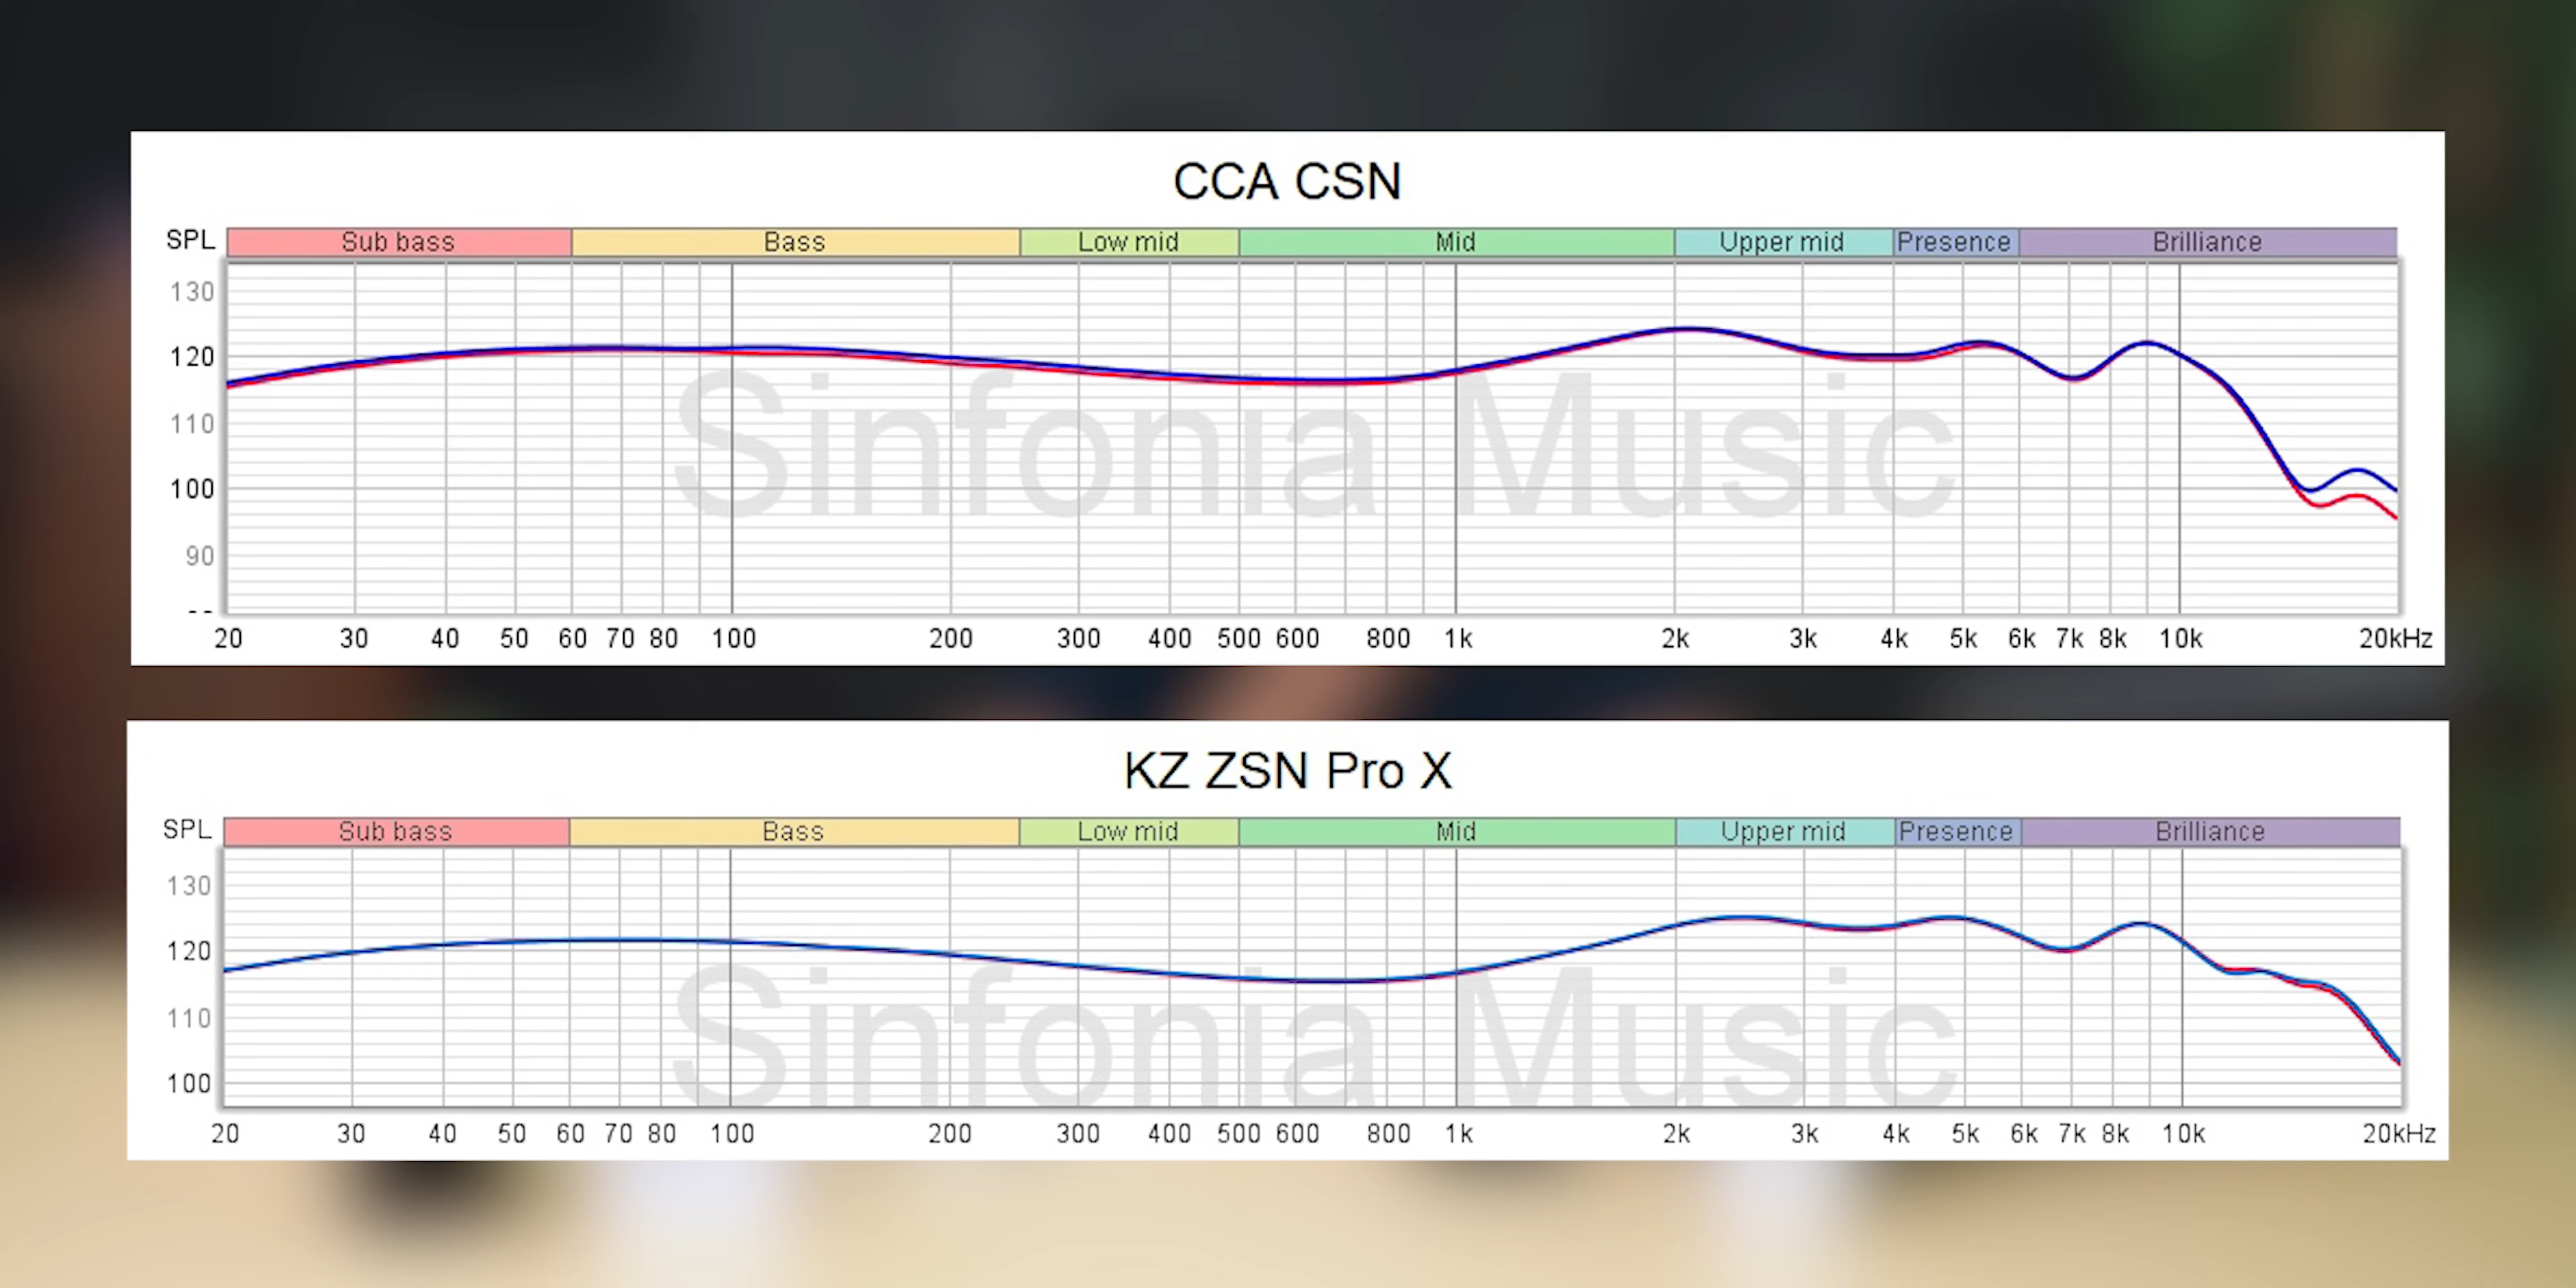 CCA CSN
SPL Sub bass Bass Low mid Mid Upper mid Presence Brilliance
130
120
110
100
90
Sinfonia Music
20 30 40 50 60 70 80 100 200 300 400 500 600 800 1k 2k 3k 4k 5k 6k 7k 8k 10k 20kHz
KZ ZSN Pro X
SPL Sub bass Bass Low mid Mid Upper mid Presence Brilliance
130
120
110
100
Sinfonia Music
20 30 40 50 60 70 80 100 200 300 400 500 600 800 1k 2k 3k 4k 5k 6k 7k 8k 10k 20kHz